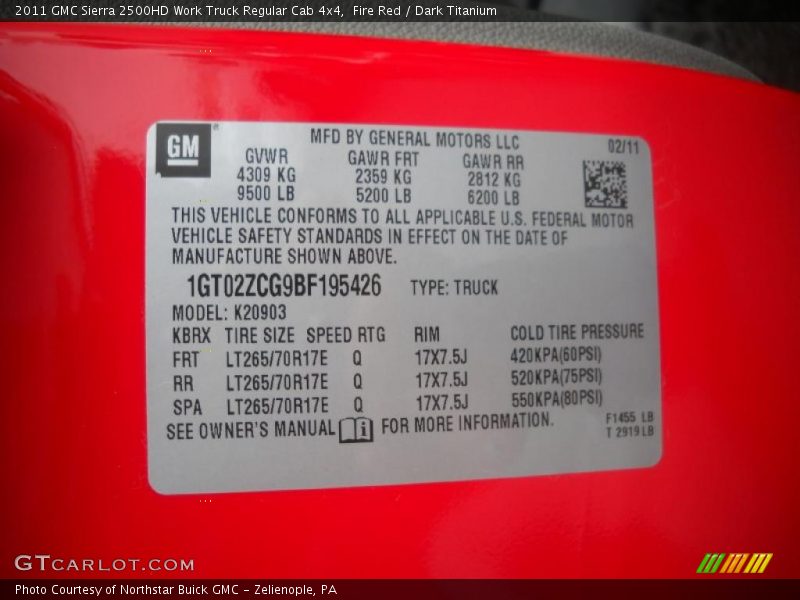 2011 GMC Sierra 2500HD Work Truck Regular Cab 4x4,  Fire Red / Dark Titanium
GM
MFD BY GENERAL MOTORS LLC 02/11
GVWR GAWR FRT GAWR RR
4309 KG 2359 KG 2812 KG
9500 LB 5200 LB 6200 LB
THIS VEHICLE CONFORMS TO ALL APPLICABLE U.S. FEDERAL MOTOR
VEHICLE SAFETY STANDARDS IN EFFECT ON THE DATE OF
MANUFACTURE SHOWN ABOVE.
1GT02ZCG9BF195426 TYPE: TRUCK
MODEL: K20903
KBRX TIRE SIZE SPEED RTG RIM COLD TIRE PRESSURE
FRT LT265/70R17E Q 17X7.5J 420KPA(60PSI)
RR LT265/70R17E Q 17X7.5J 520KPA(75PSI)
SPA LT265/70R17E Q 17X7.5J 550KPA(80PSI)
SEE OWNER'S MANUAL FOR MORE INFORMATION.
F1455 LB
T 2919LB
GTCARLOT.COM
Photo Courtesy of Northstar Buick GMC - Zelienople, PA